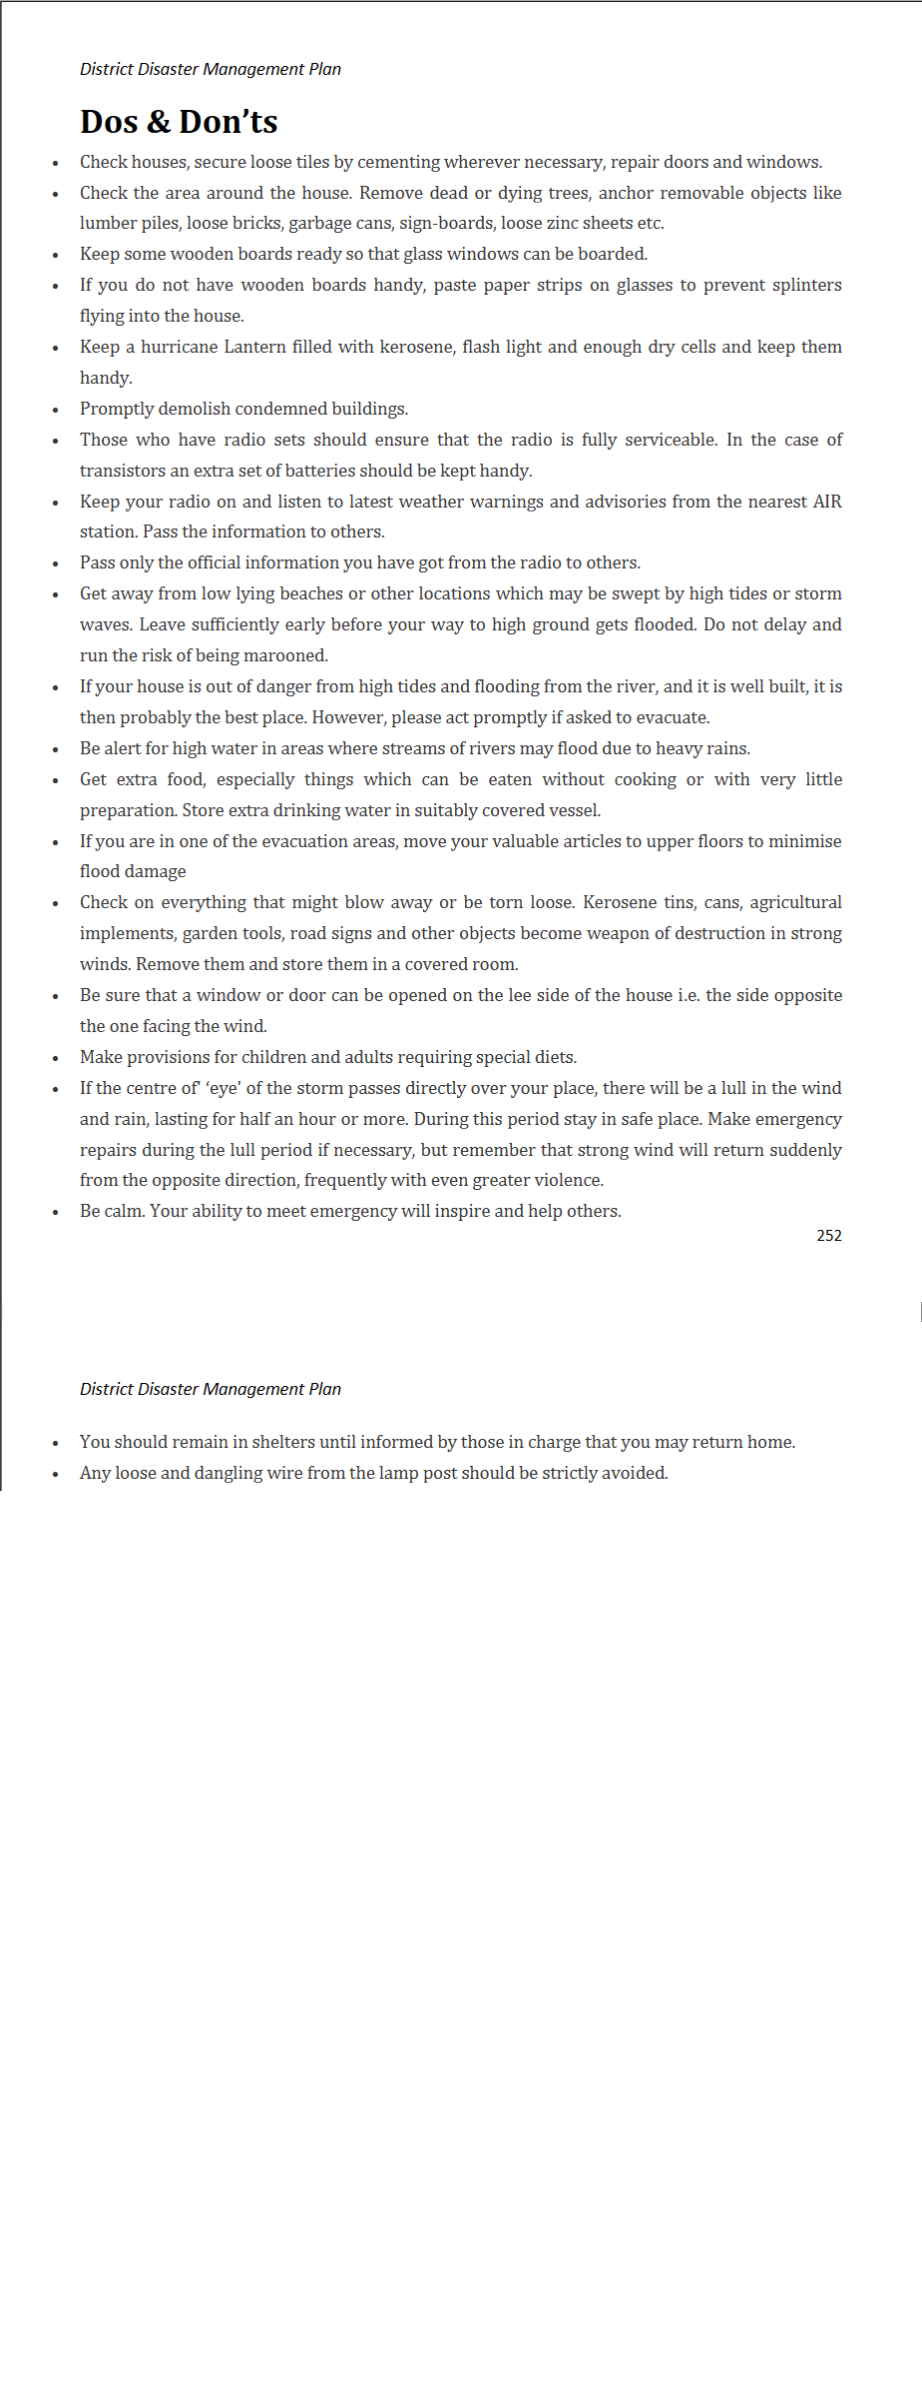 District Disaster Management Plan
Dos & Don’ts
• Check houses, secure loose tiles by cementing wherever necessary, repair doors and windows.
• Check the area around the house. Remove dead or dying trees, anchor removable objects like
lumber piles, loose bricks, garbage cans, sign-boards, loose zinc sheets etc.
• Keep some wooden boards ready so that glass windows can be boarded.
• If you do not have wooden boards handy, paste paper strips on glasses to prevent splinters
flying into the house.
• Keep a hurricane Lantern filled with kerosene, flash light and enough dry cells and keep them
handy.
• Promptly demolish condemned buildings.
• Those who have radio sets should ensure that the radio is fully serviceable. In the case of
transistors an extra set of batteries should be kept handy.
• Keep your radio on and listen to latest weather warnings and advisories from the nearest AIR
station. Pass the information to others.
• Pass only the official information you have got from the radio to others.
• Get away from low lying beaches or other locations which may be swept by high tides or storm
waves. Leave sufficiently early before your way to high ground gets flooded. Do not delay and
run the risk of being marooned.
• If your house is out of danger from high tides and flooding from the river, and it is well built, it is
then probably the best place. However, please act promptly if asked to evacuate.
• Be alert for high water in areas where streams of rivers may flood due to heavy rains.
• Get extra food, especially things which can be eaten without cooking or with very little
preparation. Store extra drinking water in suitably covered vessel.
• If you are in one of the evacuation areas, move your valuable articles to upper floors to minimise
flood damage
• Check on everything that might blow away or be torn loose. Kerosene tins, cans, agricultural
implements, garden tools, road signs and other objects become weapon of destruction in strong
winds. Remove them and store them in a covered room.
• Be sure that a window or door can be opened on the lee side of the house i.e. the side opposite
the one facing the wind.
• Make provisions for children and adults requiring special diets.
• If the centre of' ‘eye’ of the storm passes directly over your place, there will be a lull in the wind
and rain, lasting for half an hour or more. During this period stay in safe place. Make emergency
repairs during the lull period if necessary, but remember that strong wind will return suddenly
from the opposite direction, frequently with even greater violence.
• Be calm. Your ability to meet emergency will inspire and help others.
252
District Disaster Management Plan
• You should remain in shelters until informed by those in charge that you may return home.
• Any loose and dangling wire from the lamp post should be strictly avoided.